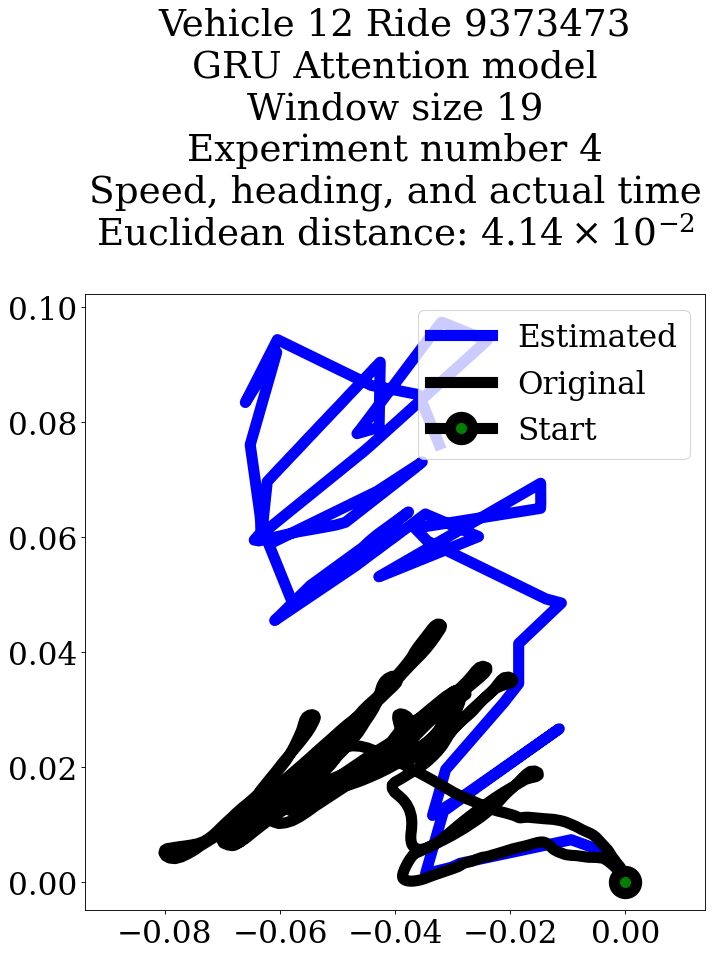 Vehicle 12 Ride 9373473
GRU Attention model
Window size 19
Experiment number 4
Speed, heading, and actual time
Euclidean distance: 4.14 × 10⁻²
0.10
0.08
0.06
0.04
0.02
0.00
Estimated
Original
Start
−0.08 −0.06 −0.04 −0.02 0.00